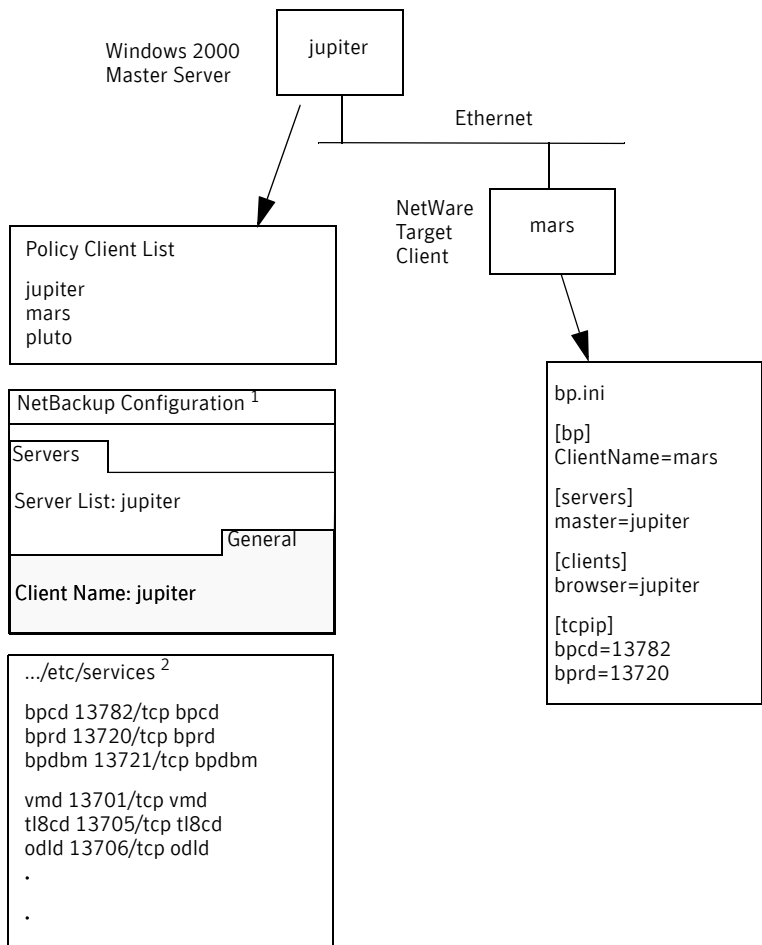 jupiter
Windows 2000
Master Server
Ethernet
NetWare
Target
Client
mars
Policy Client List
jupiter
mars
pluto
NetBackup Configuration 1
Servers
Server List: jupiter
General
Client Name: jupiter
.../etc/services 2
bpcd 13782/tcp bpcd
bprd 13720/tcp bprd
bpdbm 13721/tcp bpdbm
vmd 13701/tcp vmd
tl8cd 13705/tcp tl8cd
odld 13706/tcp odld
.
.
bp.ini
[bp]
ClientName=mars
[servers]
master=jupiter
[clients]
browser=jupiter
[tcpip]
bpcd=13782
bprd=13720